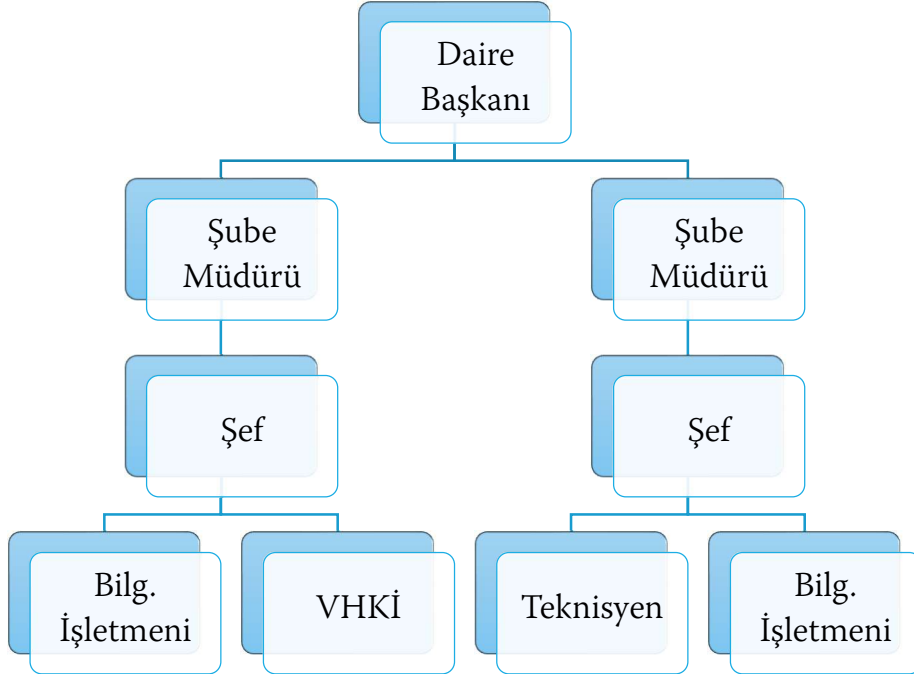 Daire
Başkanı
Şube
Müdürü
Şube
Müdürü
Şef
Şef
Bilg.
İşletmeni
VHKİ
Teknisyen
Bilg.
İşletmeni